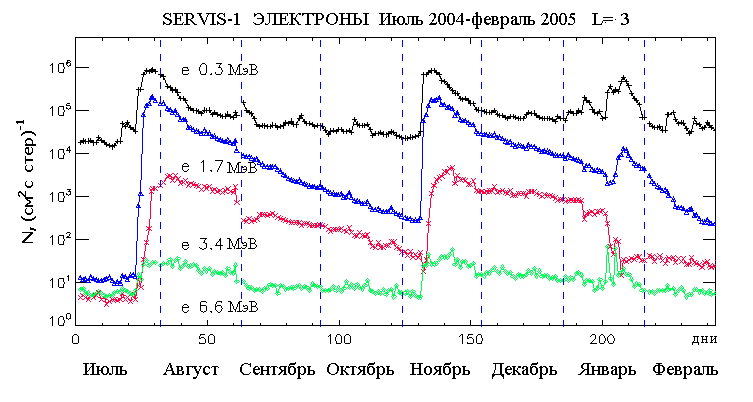 SERVIS-1 ЭЛЕКТРОНЫ Июль 2004-февраль 2005 L= 3
N, (см² с стер)⁻¹
10⁶
10⁵
10⁴
10³
10²
10¹
10⁰
e 0.3 МэВ
e 1.7 МэВ
e 3.4 МэВ
e 6.6 МэВ
0 50 100 150 200 дни
Июль Август Сентябрь Октябрь Ноябрь Декабрь Январь Февраль